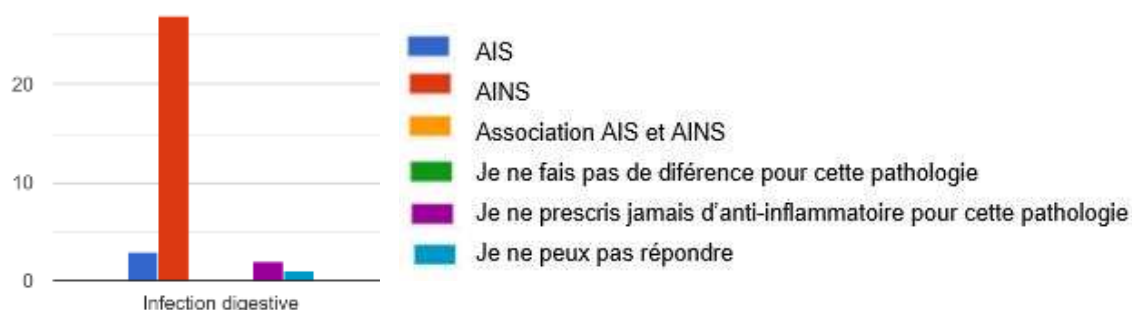 20
10
0
Infection digestive
AIS
AINS
Association AIS et AINS
Je ne fais pas de diférence pour cette pathologie
Je ne prescris jamais d'anti-inflammatoire pour cette pathologie
Je ne peux pas répondre